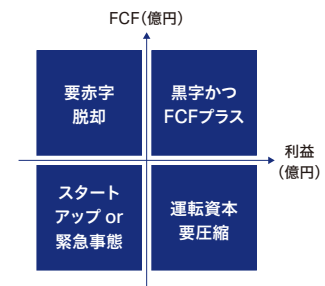 FCF(億円)
要赤字
脱却
黒字かつ
FCFプラス
利益
(億円)
スタート
アップ or
緊急事態
運転資本
要圧縮